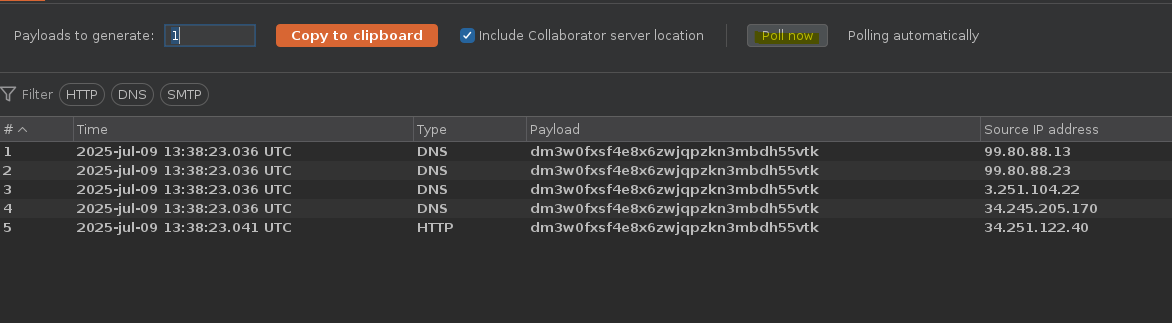 Payloads to generate: 1 Copy to clipboard Include Collaborator server location Poll now Polling automatically
Filter HTTP DNS SMTP
# Time Type Payload Source IP address
1 2025-jul-09 13:38:23.036 UTC DNS dm3w0fxsf4e8x6zwjqpzkn3mbdh55vtk 99.80.88.13
2 2025-jul-09 13:38:23.036 UTC DNS dm3w0fxsf4e8x6zwjqpzkn3mbdh55vtk 99.80.88.23
3 2025-jul-09 13:38:23.036 UTC DNS dm3w0fxsf4e8x6zwjqpzkn3mbdh55vtk 3.251.104.22
4 2025-jul-09 13:38:23.036 UTC DNS dm3w0fxsf4e8x6zwjqpzkn3mbdh55vtk 34.245.205.170
5 2025-jul-09 13:38:23.041 UTC HTTP dm3w0fxsf4e8x6zwjqpzkn3mbdh55vtk 34.251.122.40